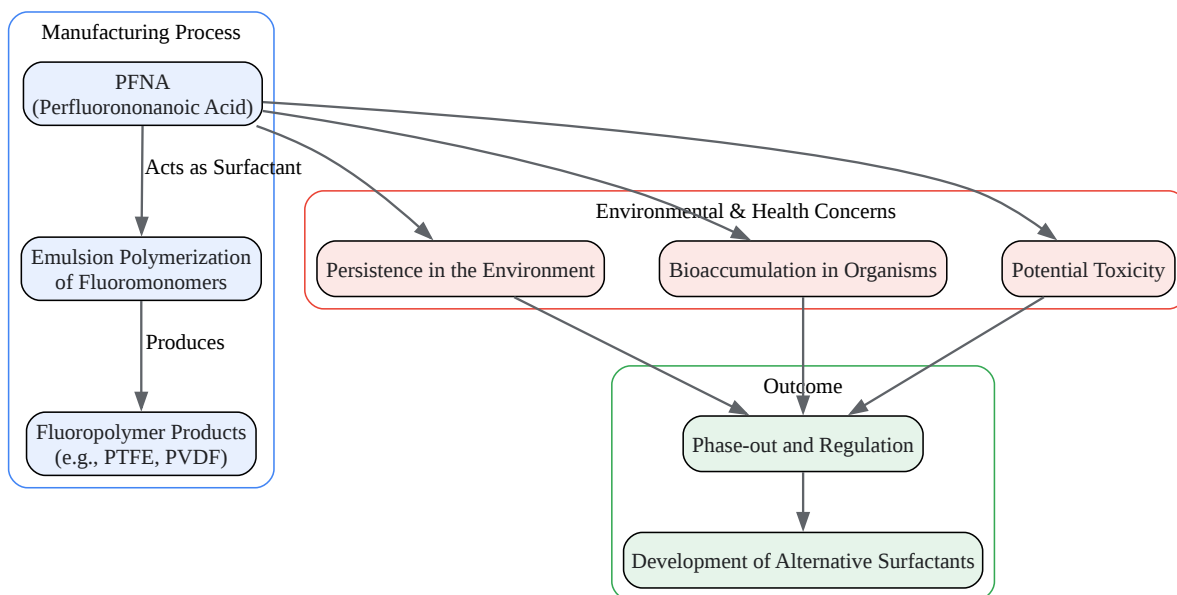 Manufacturing Process
PFNA
(Perfluorononanoic Acid)
Acts as Surfactant
Environmental & Health Concerns
Emulsion Polymerization
of Fluoromonomers
Persistence in the Environment
Bioaccumulation in Organisms
Potential Toxicity
Produces
Outcome
Fluoropolymer Products
(e.g., PTFE, PVDF)
Phase-out and Regulation
Development of Alternative Surfactants